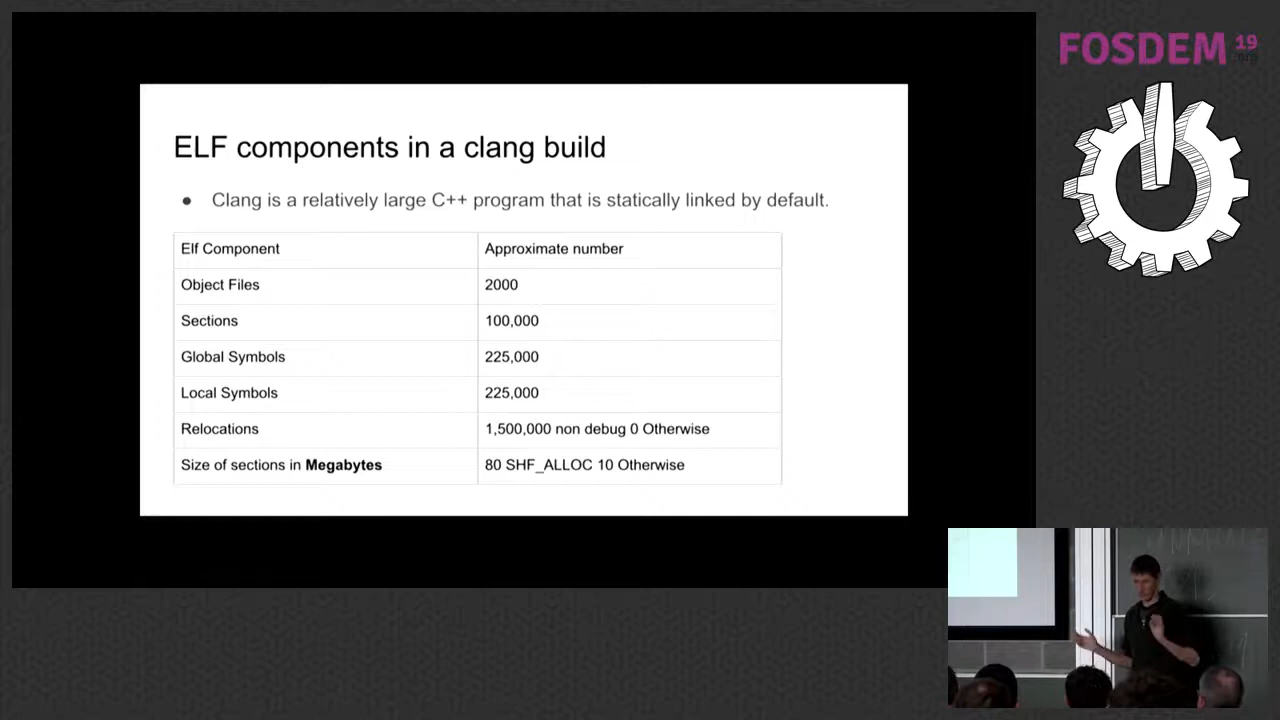 ELF components in a clang build
● Clang is a relatively large C++ program that is statically linked by default.
Elf Component Approximate number
Object Files 2000
Sections 100,000
Global Symbols 225,000
Local Symbols 225,000
Relocations 1,500,000 non debug 0 Otherwise
Size of sections in Megabytes 80 SHF_ALLOC 10 Otherwise
FOSDEM 19
.org